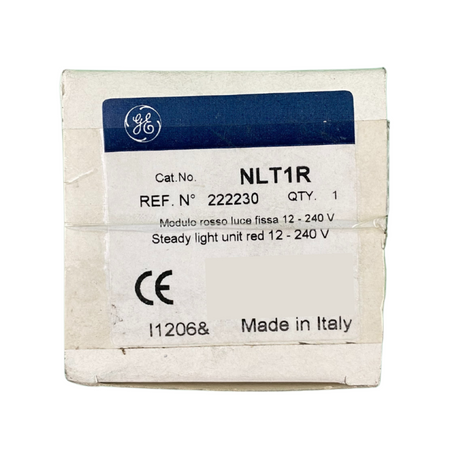 GE
Cat.No. NLT1R
REF. N° 222230 QTY. 1
Modulo rosso luce fissa 12 - 240 V
Steady light unit red 12 - 240 V
CE
I1206& Made in Italy